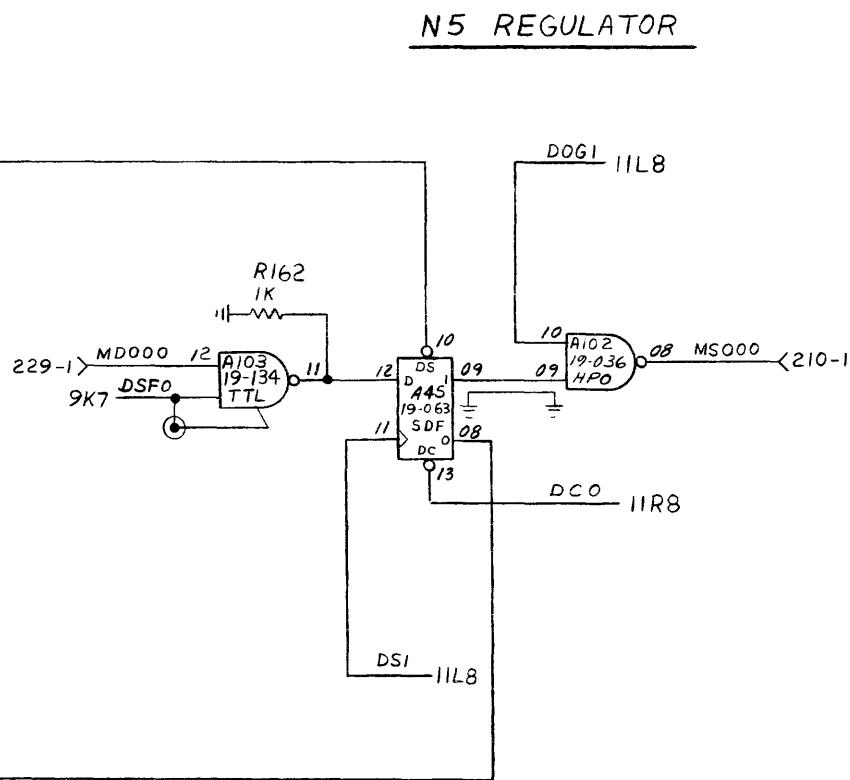 N5 REGULATOR
DOG1 11L8
R162
1K
10
10
229-1 MD000 12
A103
19-134
TTL
11
12
DS
D 1
A45
19-063
SDF
0
DC
09
09
A102
19-036
HPO
08 MS000 210-1
9K7 DSF0
11
08
13
DC0 11R8
DS1 11L8